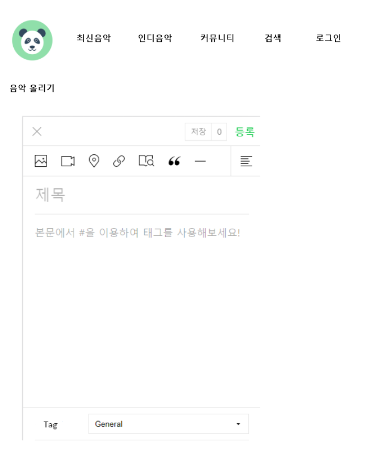 최신음악 인디음악 커뮤니티 검색 로그인
음악 올리기
저장 0 등록
제목
본문에서 #을 이용하여 태그를 사용해보세요!
Tag General